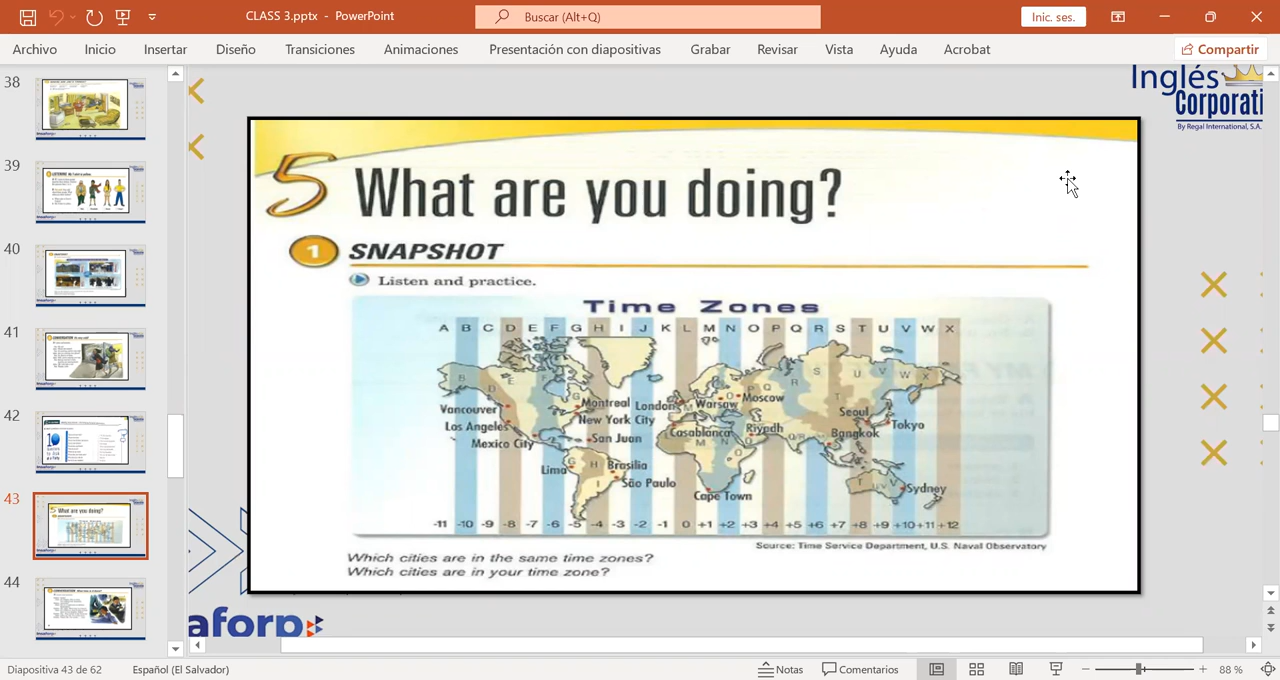 CLASS 3.pptx - PowerPoint
Buscar (Alt+Q)
Inic. ses.
Archivo Inicio Insertar Diseño Transiciones Animaciones Presentación con diapositivas Grabar Revisar Vista Ayuda Acrobat
Compartir
38
39
40
41
42
43
44
Inglés
Corporati
By Regal International, S.A.
5 What are you doing?
1 SNAPSHOT
Listen and practice.
Time Zones
A B C D E F G H I J K L M N O P Q R S T U V W X
Vancouver
Los Angeles
Mexico City
Montreal
New York City
San Juan
Lima
Brasília
São Paulo
London
Warsaw
Moscow
Casablanca
Riyadh
Cape Town
Seoul
Bangkok
Tokyo
Sydney
-11 -10 -9 -8 -7 -6 -5 -4 -3 -2 -1 0 +1 +2 +3 +4 +5 +6 +7 +8 +9 +10 +11 +12
Source: Time Service Department, U.S. Naval Observatory
Which cities are in the same time zones?
Which cities are in your time zone?
aforp
Diapositiva 43 de 62 Español (El Salvador)
Notas Comentarios 88 %